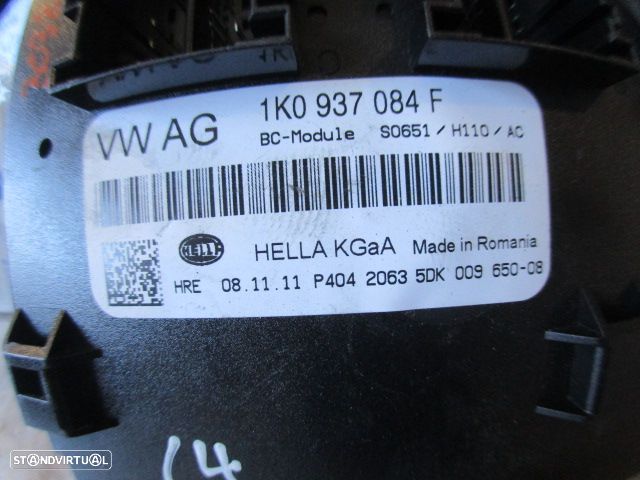 VW AG
1K0 937 084 F
BC-Module S0651 / H110 / AC
HELLA
HELLA KGaA Made in Romania
HRE 08.11.11 P404 2063 5DK 009 650-08
14
STANDVIRTUAL